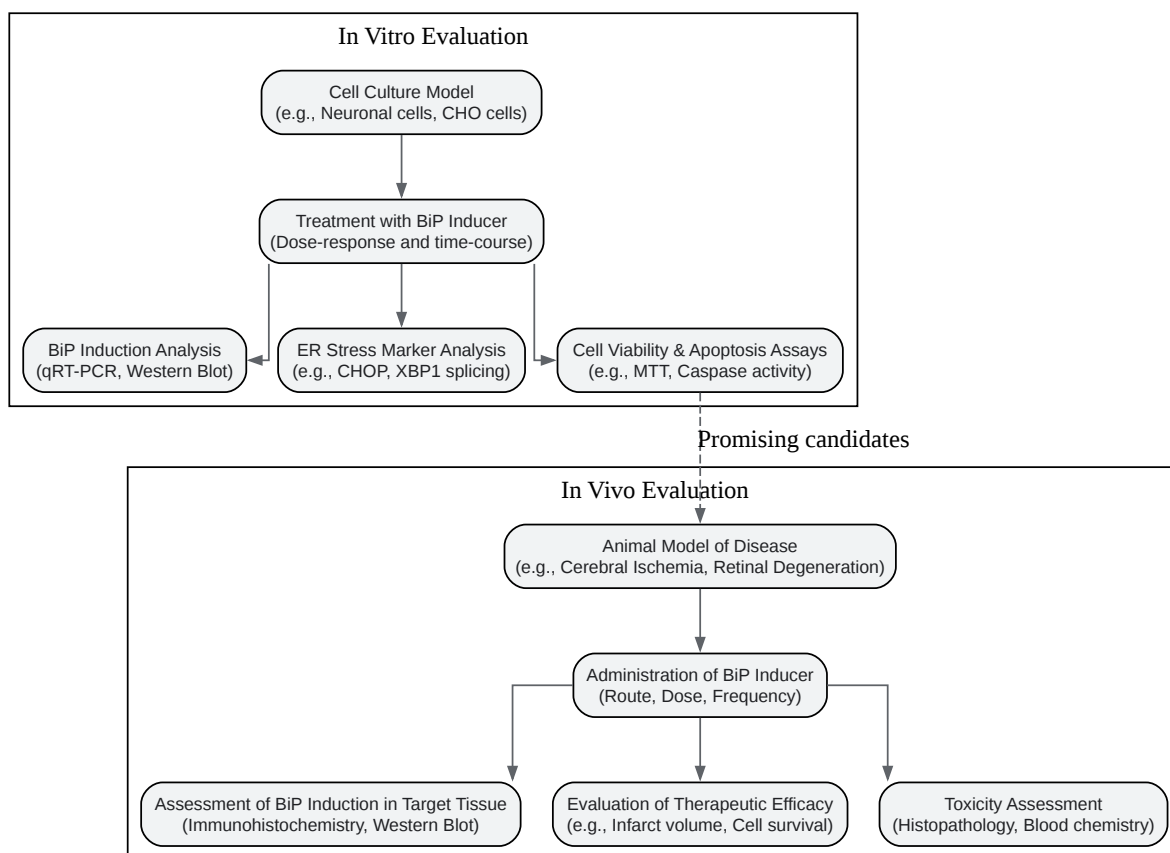 In Vitro Evaluation
Cell Culture Model
(e.g., Neuronal cells, CHO cells)
Treatment with BiP Inducer
(Dose-response and time-course)
BiP Induction Analysis
(qRT-PCR, Western Blot)
ER Stress Marker Analysis
(e.g., CHOP, XBP1 splicing)
Cell Viability & Apoptosis Assays
(e.g., MTT, Caspase activity)
Promising candidates
In Vivo Evaluation
Animal Model of Disease
(e.g., Cerebral Ischemia, Retinal Degeneration)
Administration of BiP Inducer
(Route, Dose, Frequency)
Assessment of BiP Induction in Target Tissue
(Immunohistochemistry, Western Blot)
Evaluation of Therapeutic Efficacy
(e.g., Infarct volume, Cell survival)
Toxicity Assessment
(Histopathology, Blood chemistry)